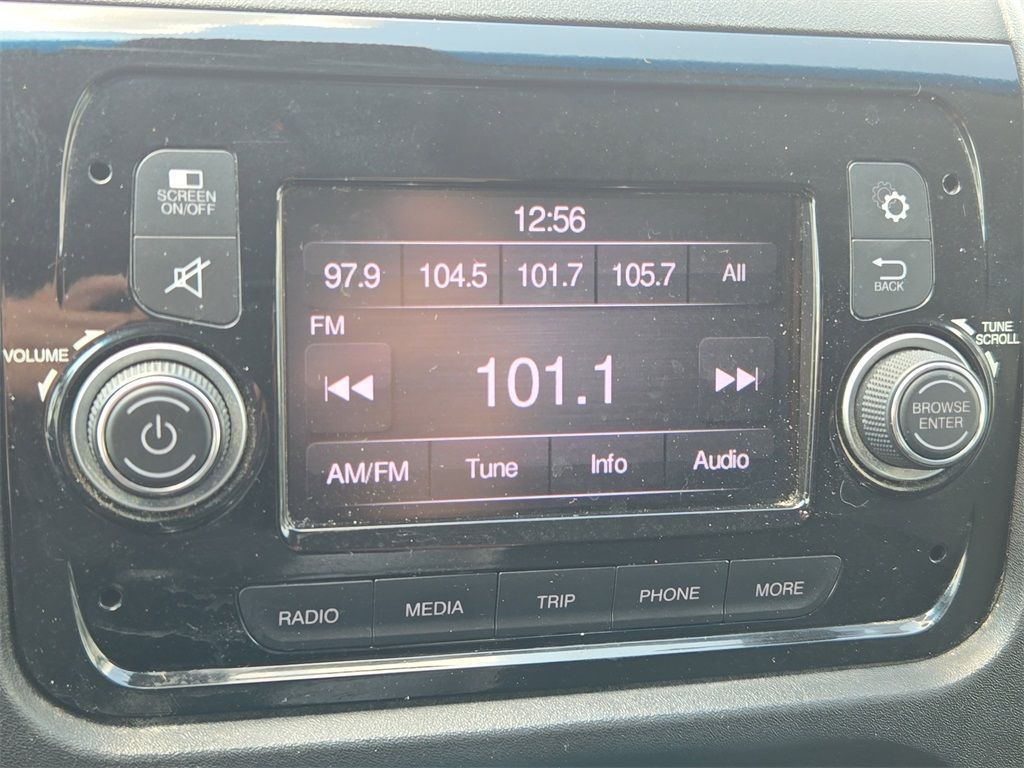 SCREEN
ON/OFF
12:56
97.9 104.5 101.7 105.7 All
BACK
FM
VOLUME
TUNE
SCROLL
101.1
BROWSE
ENTER
AM/FM Tune Info Audio
RADIO MEDIA TRIP PHONE MORE